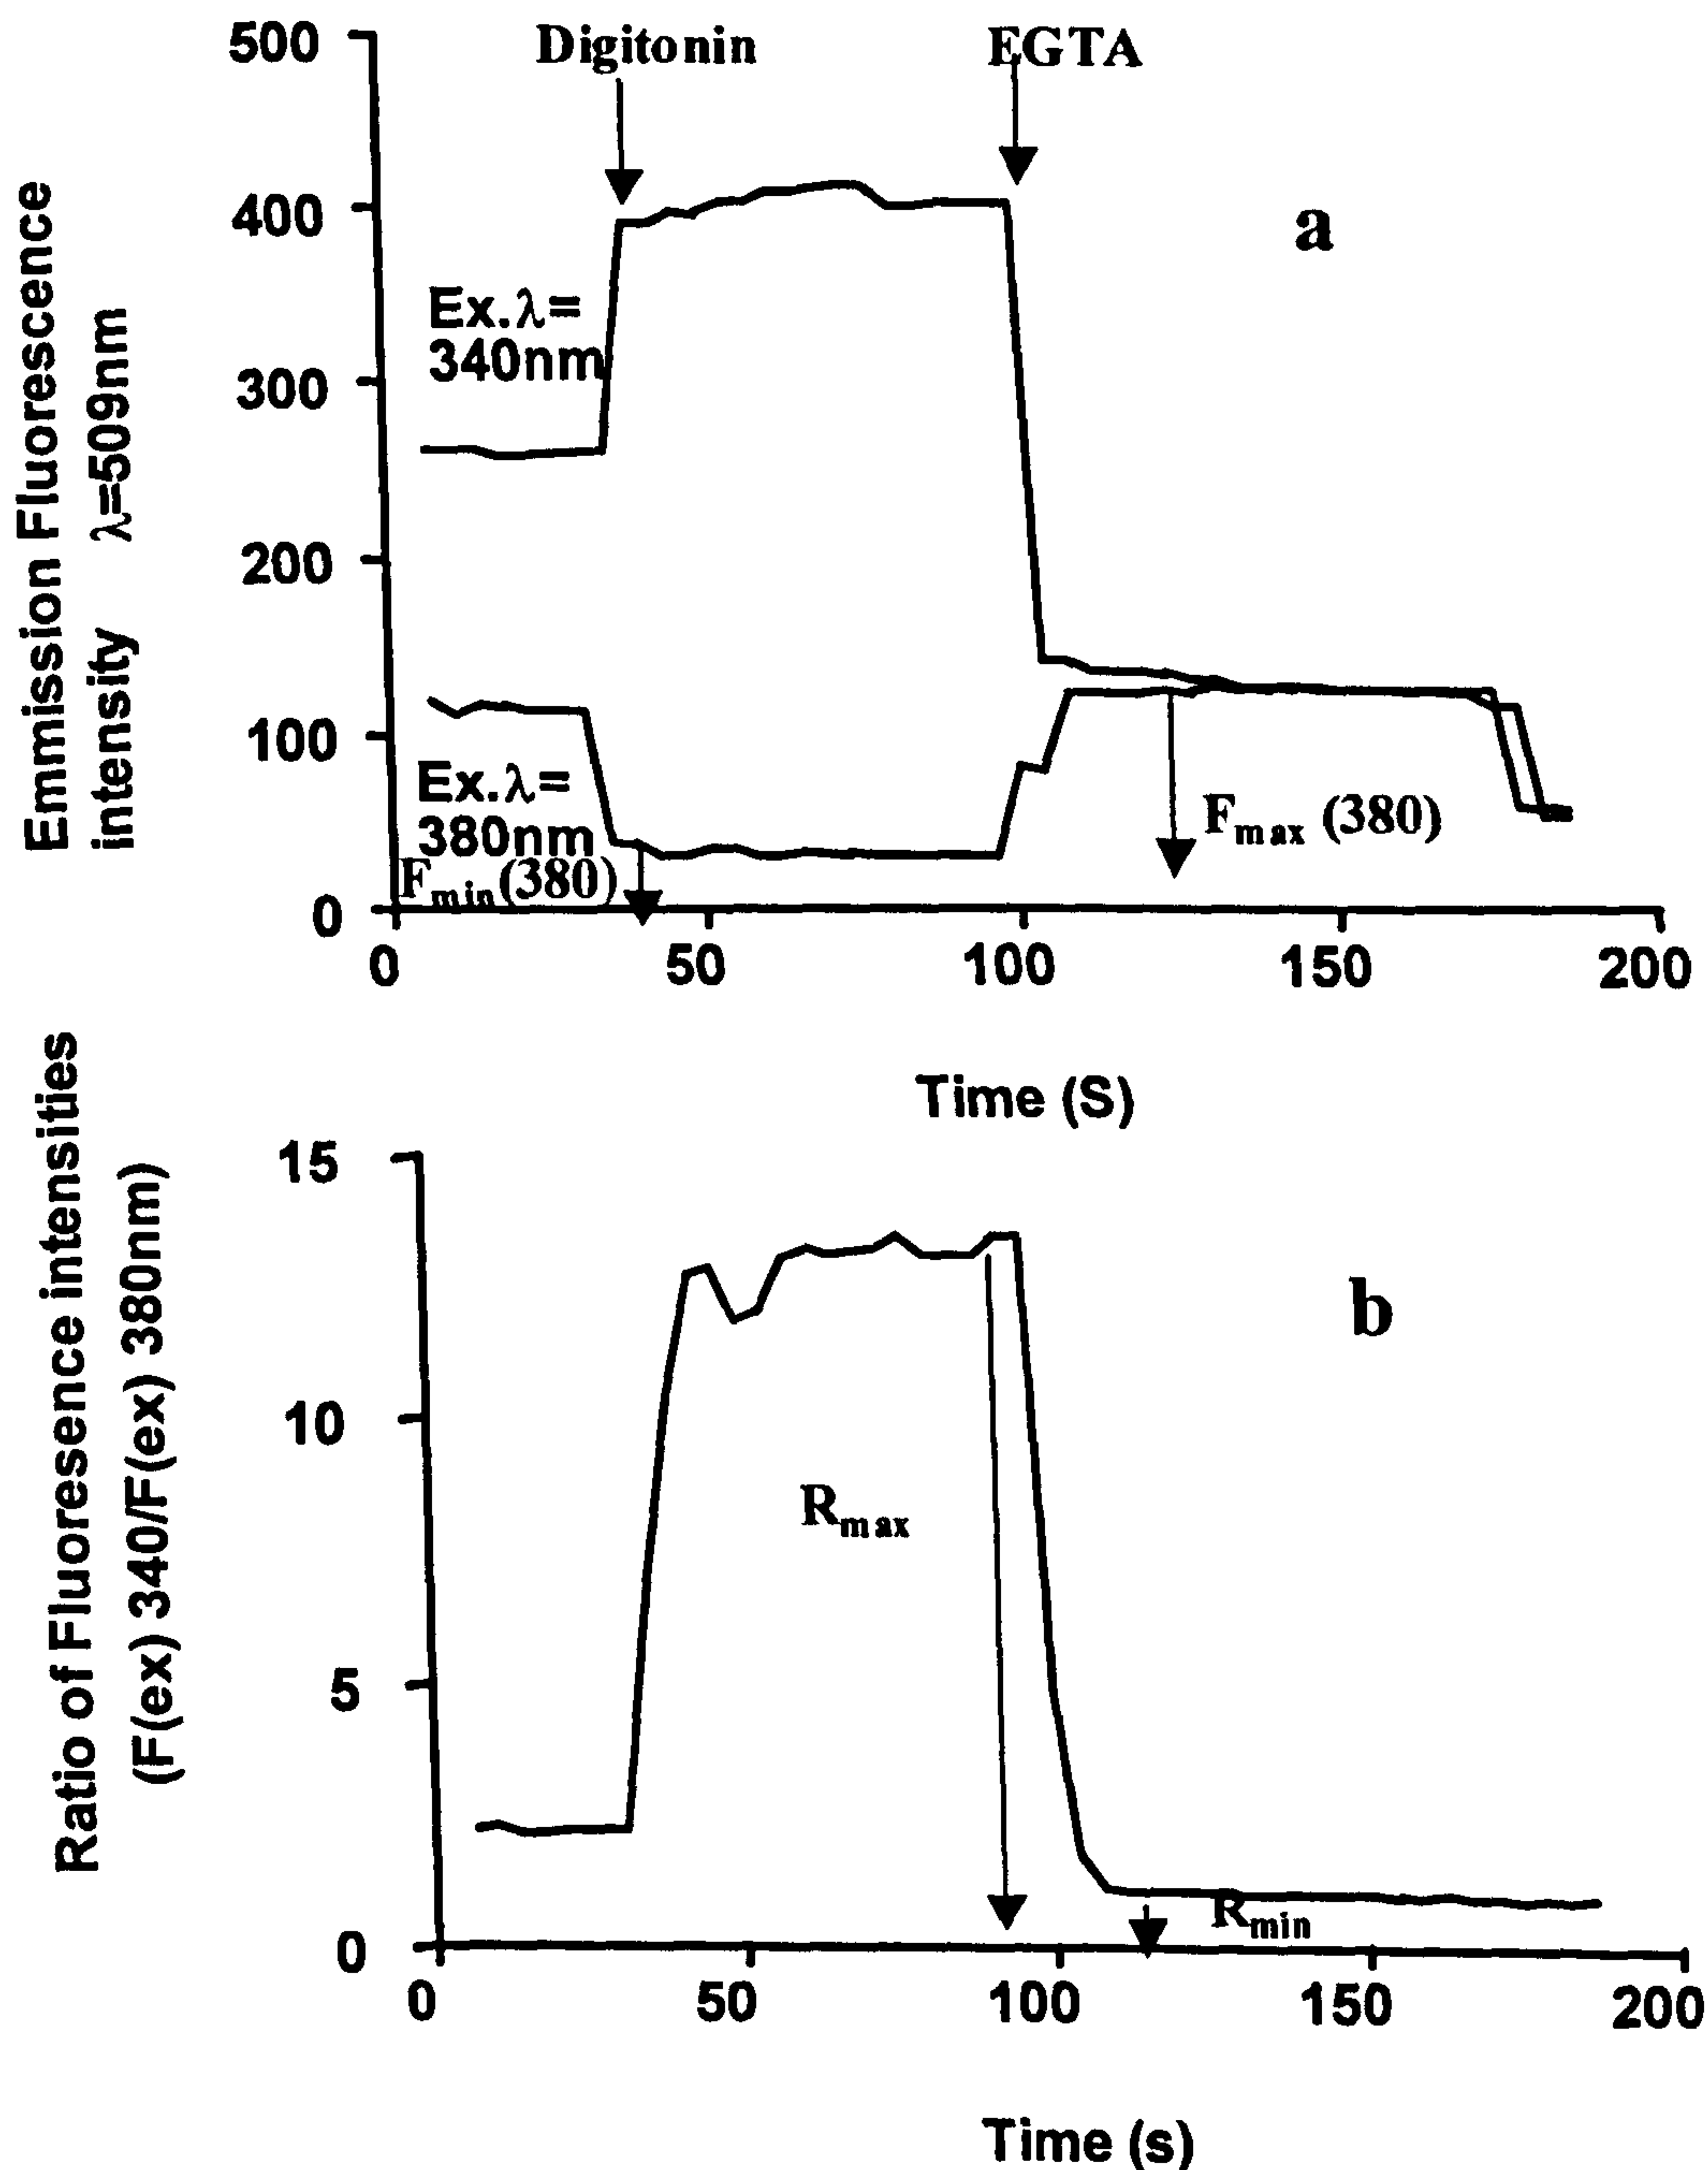 Digitonin
EGTA
500
400
300
200
100
0
Emmission Fluorescence
intensity λ=509nm
a
Ex.λ=
340nm
Ex.λ=
380nm
Fmin(380)
Fmax (380)
0 50 100 150 200
Time (S)
Ratio of Fluoresence intensities
(F(ex) 340/F(ex) 380nm)
15
10
5
0
b
Rmax
Rmin
0 50 100 150 200
Time (s)